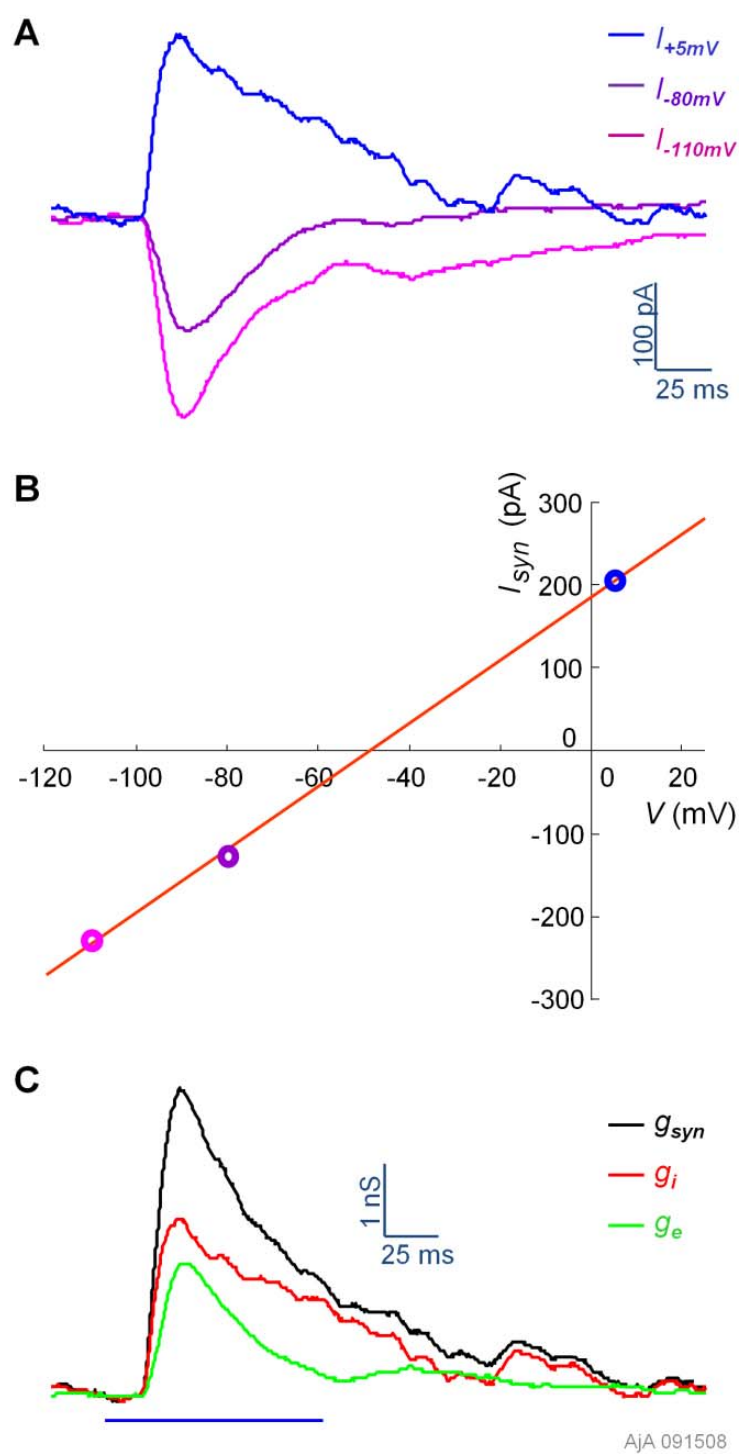 A
I+5mV
I-80mV
I-110mV
100 pA
25 ms
B
Isyn (pA)
300
200
100
0
-120 -100 -80 -60 -40 -20 0 20
V (mV)
-100
-200
-300
C
gsyn
gi
ge
1 nS
25 ms
AjA 091508